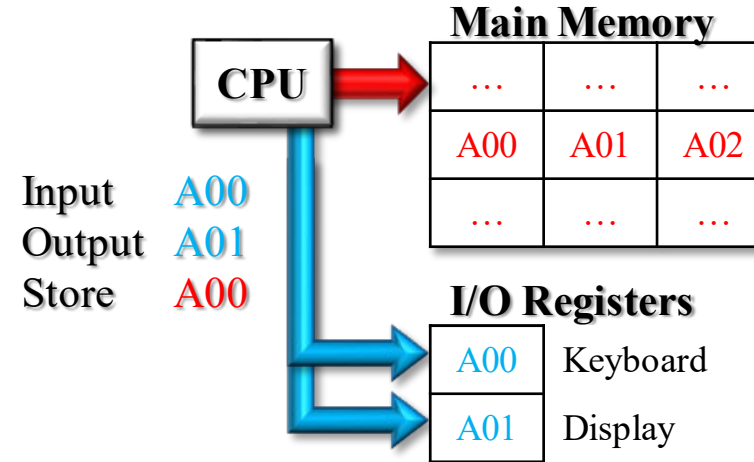 Main Memory
CPU
… … …
A00 A01 A02
… … …
Input A00
Output A01
Store A00
I/O Registers
A00 Keyboard
A01 Display